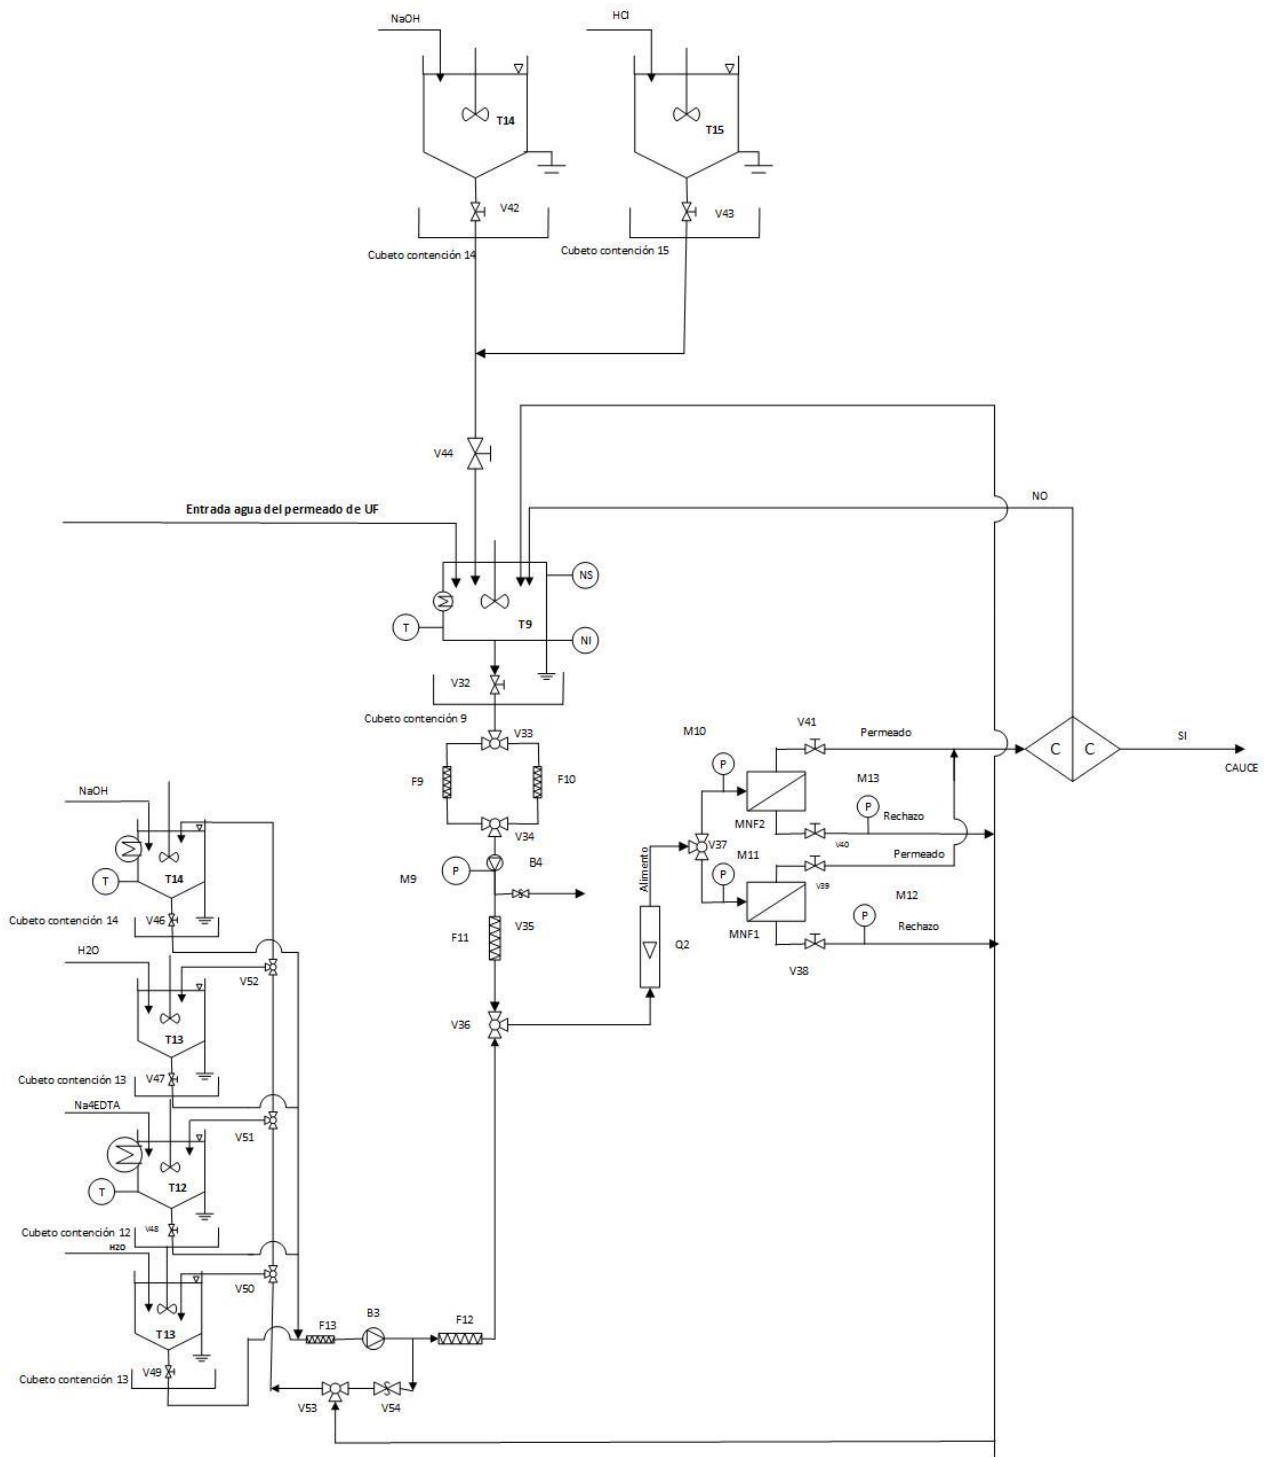 NaOH
HCl
T14
T15
V42
V43
Cubeto contención 14
Cubeto contención 15
V44
NO
Entrada agua del permeado de UF
NS
T
T9
NI
V32
Cubeto contención 9
V33
F9
F10
V34
B4
M9
P
V35
F11
V36
Alimento
Q2
M10
P
V41
Permeado
C
C
SI
CAUCE
MNF2
M13
P
Rechazo
V40
V37
M11
P
Permeado
V39
M12
P
MNF1
Rechazo
V38
NaOH
T
T14
V46
Cubeto contención 14
H2O
V52
T13
V47
Cubeto contención 13
Na4EDTA
V51
T
T12
V48
Cubeto contención 12
H2O
V50
T13
V49
Cubeto contención 13
F13
B3
F12
V53
V54